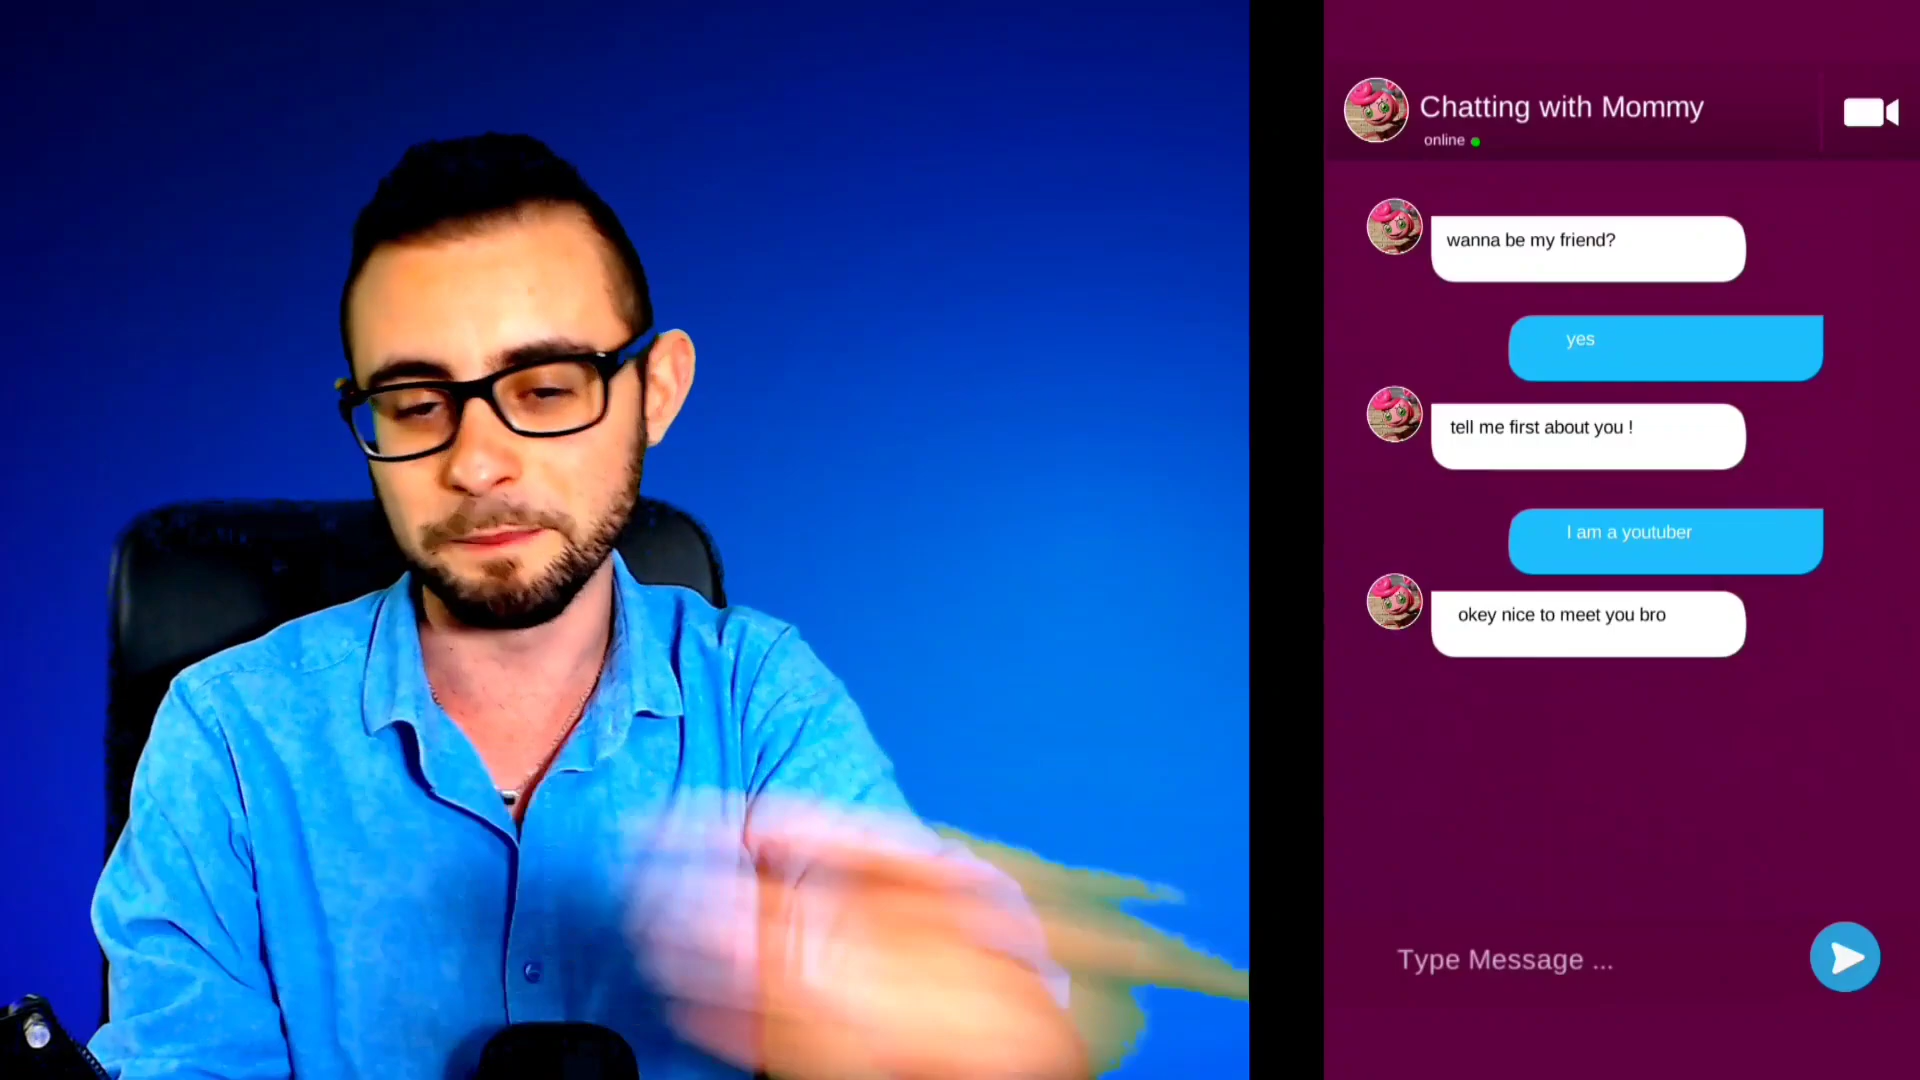 Chatting with Mommy
online
wanna be my friend?
yes
tell me first about you !
I am a youtuber
okey nice to meet you bro
Type Message ...